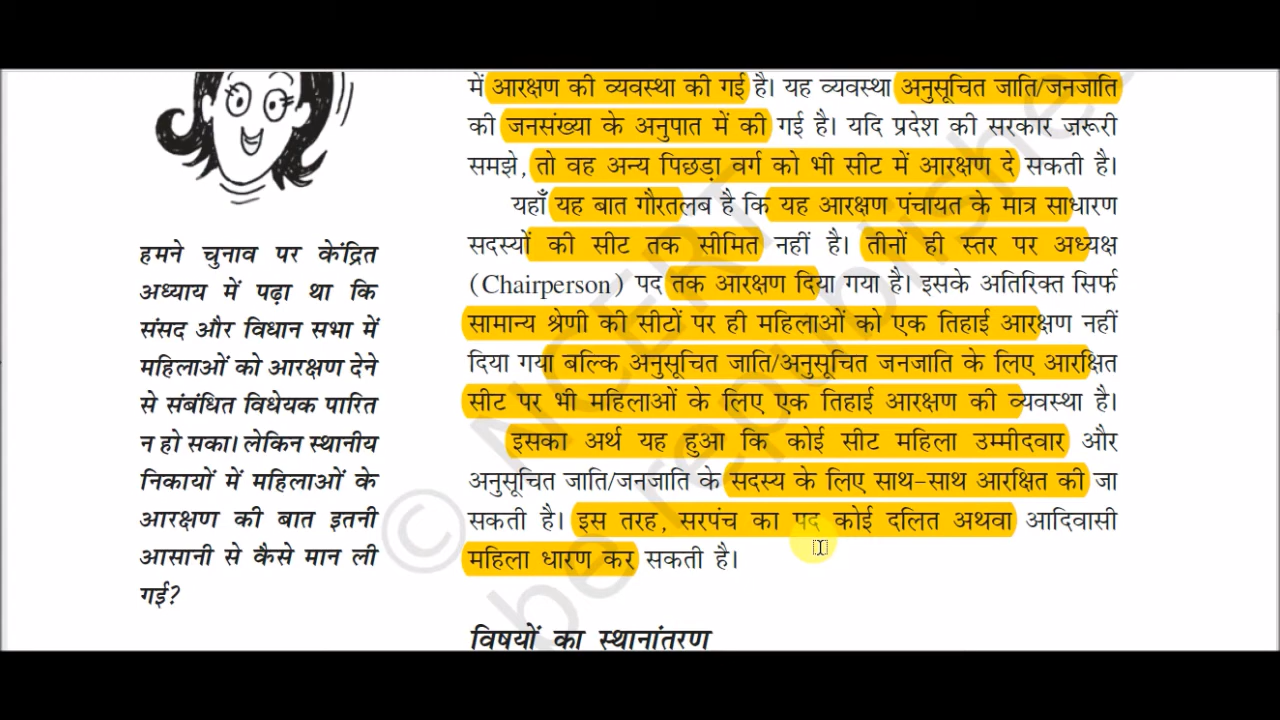 हमने चुनाव पर केंद्रित
अध्याय में पढ़ा था कि
संसद और विधान सभा में
महिलाओं को आरक्षण देने
से संबंधित विधेयक पारित
न हो सका। लेकिन स्थानीय
निकायों में महिलाओं के
आरक्षण की बात इतनी
आसानी से कैसे मान ली
गई?
में आरक्षण की व्यवस्था की गई है। यह व्यवस्था अनुसूचित जाति/जनजाति
की जनसंख्या के अनुपात में की गई है। यदि प्रदेश की सरकार ज़रूरी
समझे, तो वह अन्य पिछड़ा वर्ग को भी सीट में आरक्षण दे सकती है।
यहाँ यह बात गौरतलब है कि यह आरक्षण पंचायत के मात्र साधारण
सदस्यों की सीट तक सीमित नहीं है। तीनों ही स्तर पर अध्यक्ष
(Chairperson) पद तक आरक्षण दिया गया है। इसके अतिरिक्त सिर्फ
सामान्य श्रेणी की सीटों पर ही महिलाओं को एक तिहाई आरक्षण नहीं
दिया गया बल्कि अनुसूचित जाति/अनुसूचित जनजाति के लिए आरक्षित
सीट पर भी महिलाओं के लिए एक तिहाई आरक्षण की व्यवस्था है।
इसका अर्थ यह हुआ कि कोई सीट महिला उम्मीदवार और
अनुसूचित जाति/जनजाति के सदस्य के लिए साथ-साथ आरक्षित की जा
सकती है। इस तरह, सरपंच का पद कोई दलित अथवा आदिवासी
महिला धारण कर सकती है।
विषयों का स्थानांतरण
© NCERT
be republished